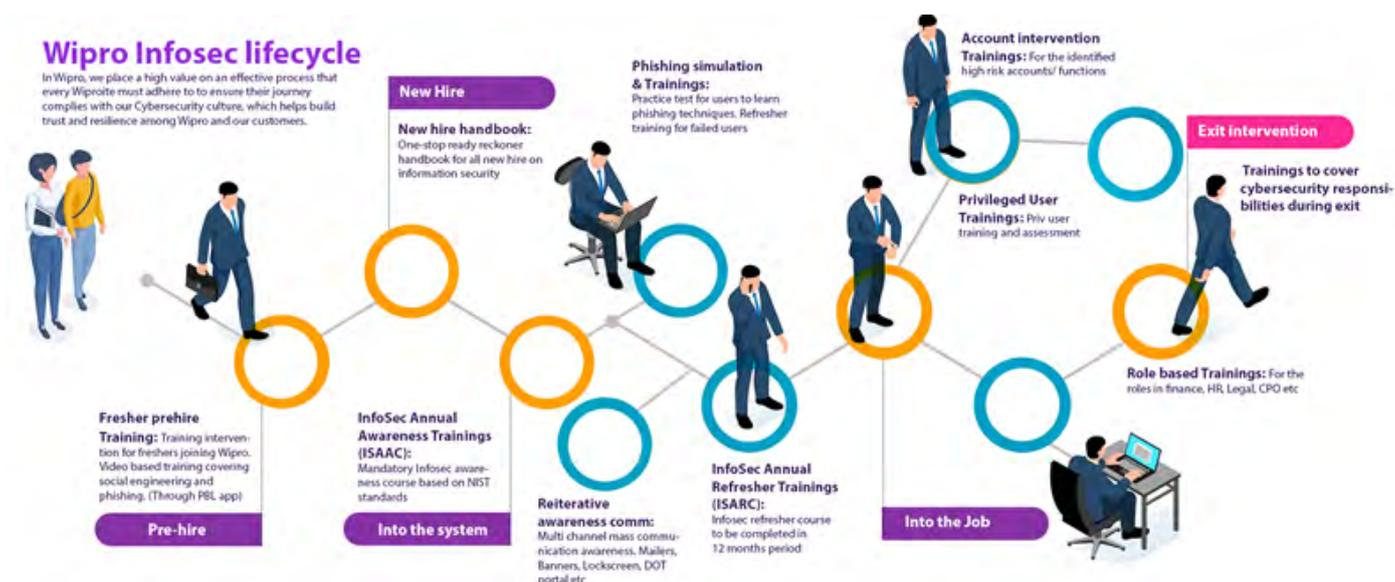 Wipro Infosec lifecycle
In Wipro, we place a high value on an effective process that
every Wiproite must adhere to to ensure their journey
complies with our Cybersecurity culture, which helps build
trust and resilience among Wipro and our customers.
New Hire
New hire handbook:
One-stop ready reckoner
handbook for all new hire on
information security
Phishing simulation
& Trainings:
Practice test for users to learn
phishing techniques. Refresher
training for failed users
Account intervention
Trainings: For the identified
high risk accounts/ functions
Exit intervention
Trainings to cover
cybersecurity responsi-
bilities during exit
Privileged User
Trainings: Priv user
training and assessment
Role based Trainings: For the
roles in finance, HR, Legal, CPO etc
Fresher prehire
Training: Training interven-
tion for freshers joining Wipro.
Video based training covering
social engineering and
phishing. (Through PBL app)
Pre-hire
InfoSec Annual
Awareness Trainings
(ISAAC):
Mandatory Infosec aware-
ness course based on NIST
standards
Into the system
Reiterative
awareness comm:
Multi channel mass commu-
nication awareness. Mailers,
Banners, Lockscreen, DOT
portal etc
InfoSec Annual
Refresher Trainings
(ISARC):
Infosec refresher course
to be completed in
12 months period
Into the Job